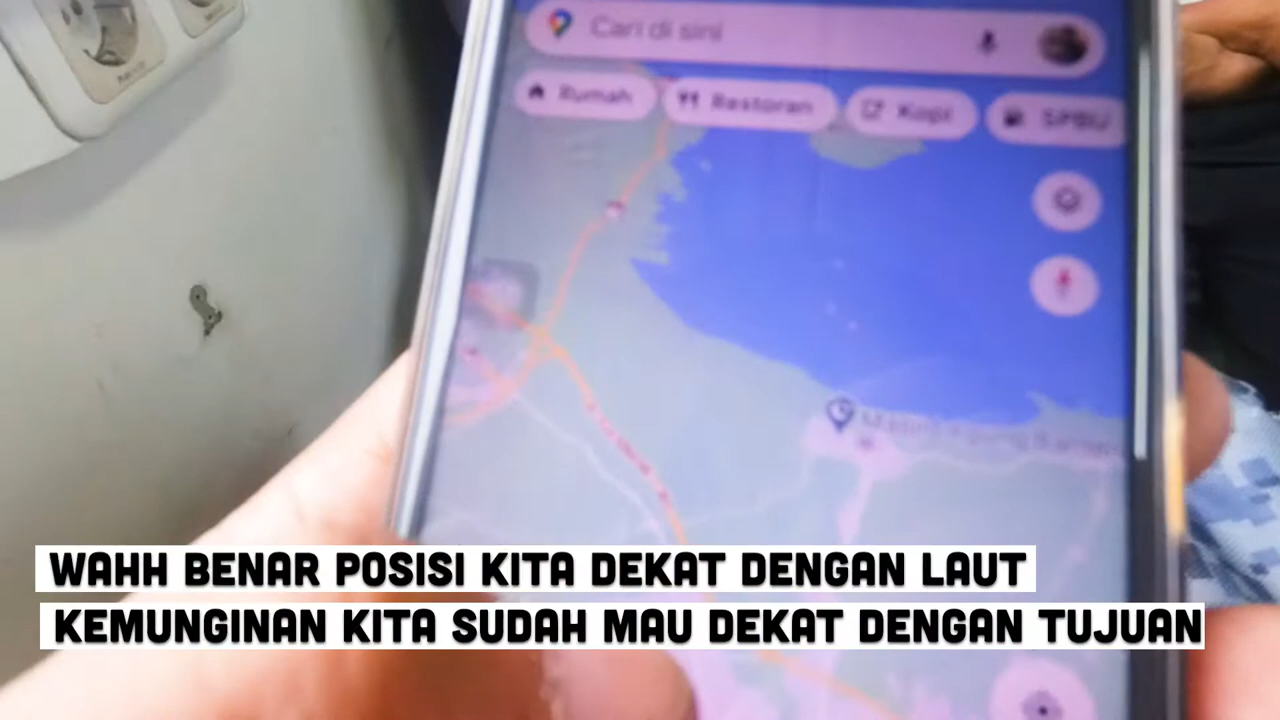 Cari di sini
Rumah
Restoran
Kopi
SPBU
WAHH BENAR POSISI KITA DEKAT DENGAN LAUT
KEMUNGINAN KITA SUDAH MAU DEKAT DENGAN TUJUAN